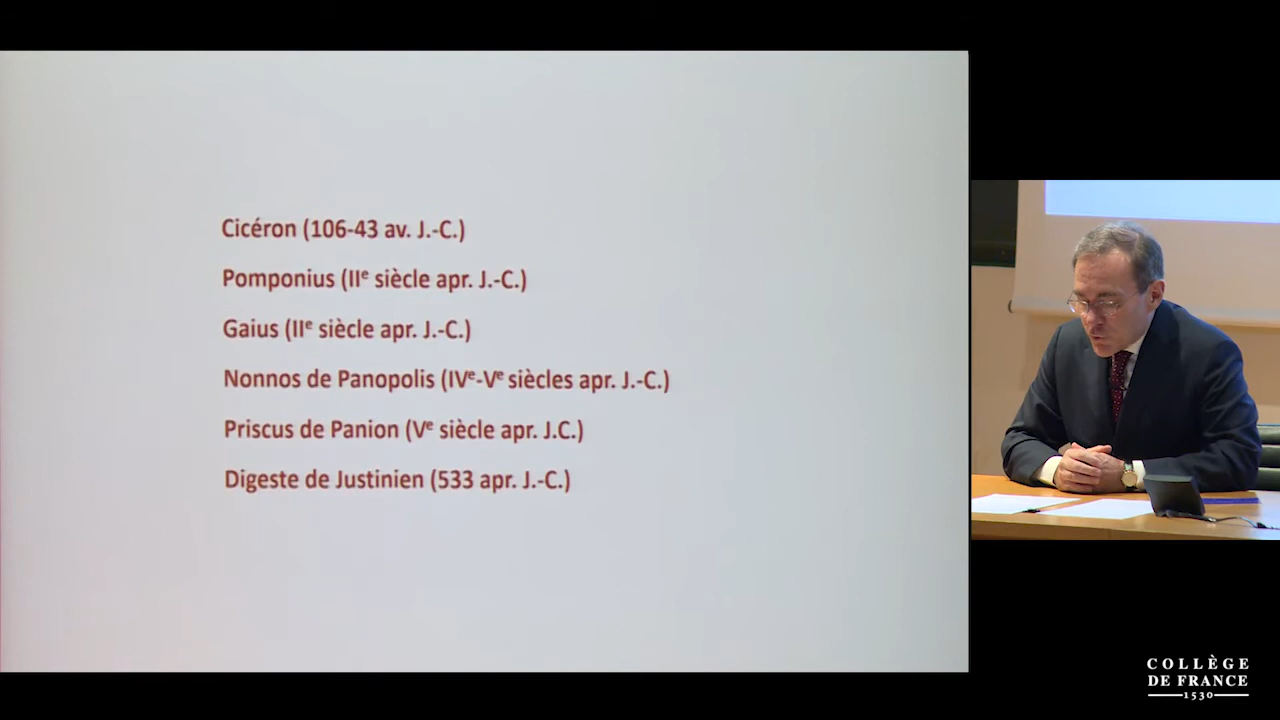 Cicéron (106-43 av. J.-C.)
Pomponius (IIᵉ siècle apr. J.-C.)
Gaius (IIᵉ siècle apr. J.-C.)
Nonnos de Panopolis (IVᵉ-Vᵉ siècles apr. J.-C.)
Priscus de Panion (Vᵉ siècle apr. J.C.)
Digeste de Justinien (533 apr. J.-C.)
COLLÈGE
DE FRANCE
1530